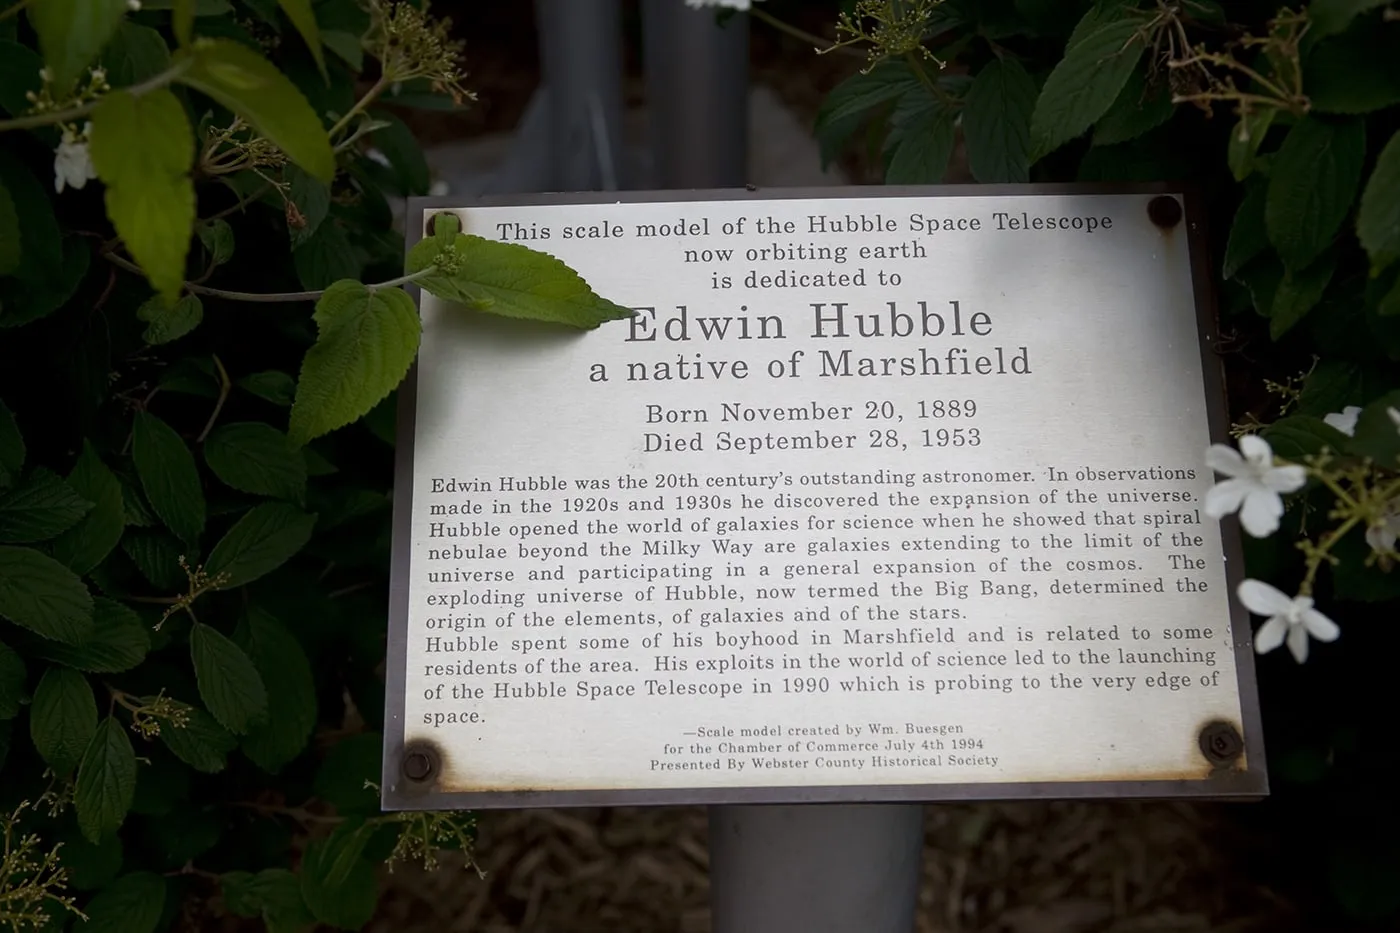 This scale model of the Hubble Space Telescope
now orbiting earth
is dedicated to
Edwin Hubble
a native of Marshfield
Born November 20, 1889
Died September 28, 1953
Edwin Hubble was the 20th century's outstanding astronomer. In observations
made in the 1920s and 1930s he discovered the expansion of the universe.
Hubble opened the world of galaxies for science when he showed that spiral
nebulae beyond the Milky Way are galaxies extending to the limit of the
universe and participating in a general expansion of the cosmos. The
exploding universe of Hubble, now termed the Big Bang, determined the
origin of the elements, of galaxies and of the stars.
Hubble spent some of his boyhood in Marshfield and is related to some
residents of the area. His exploits in the world of science led to the launching
of the Hubble Space Telescope in 1990 which is probing to the very edge of
space.
—Scale model created by Wm. Buesgen
for the Chamber of Commerce July 4th 1994
Presented By Webster County Historical Society